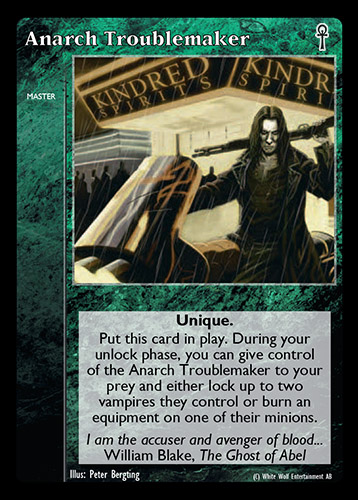 Anarch Troublemaker
MASTER
KINDRED
SPIRITS
KINDR
SPIRI
Unique.
Put this card in play. During your
unlock phase, you can give control
of the Anarch Troublemaker to your
prey and either lock up to two
vampires they control or burn an
equipment on one of their minions.
I am the accuser and avenger of blood...
William Blake, The Ghost of Abel
Illus: Peter Bergting
(C) White Wolf Entertainment AB